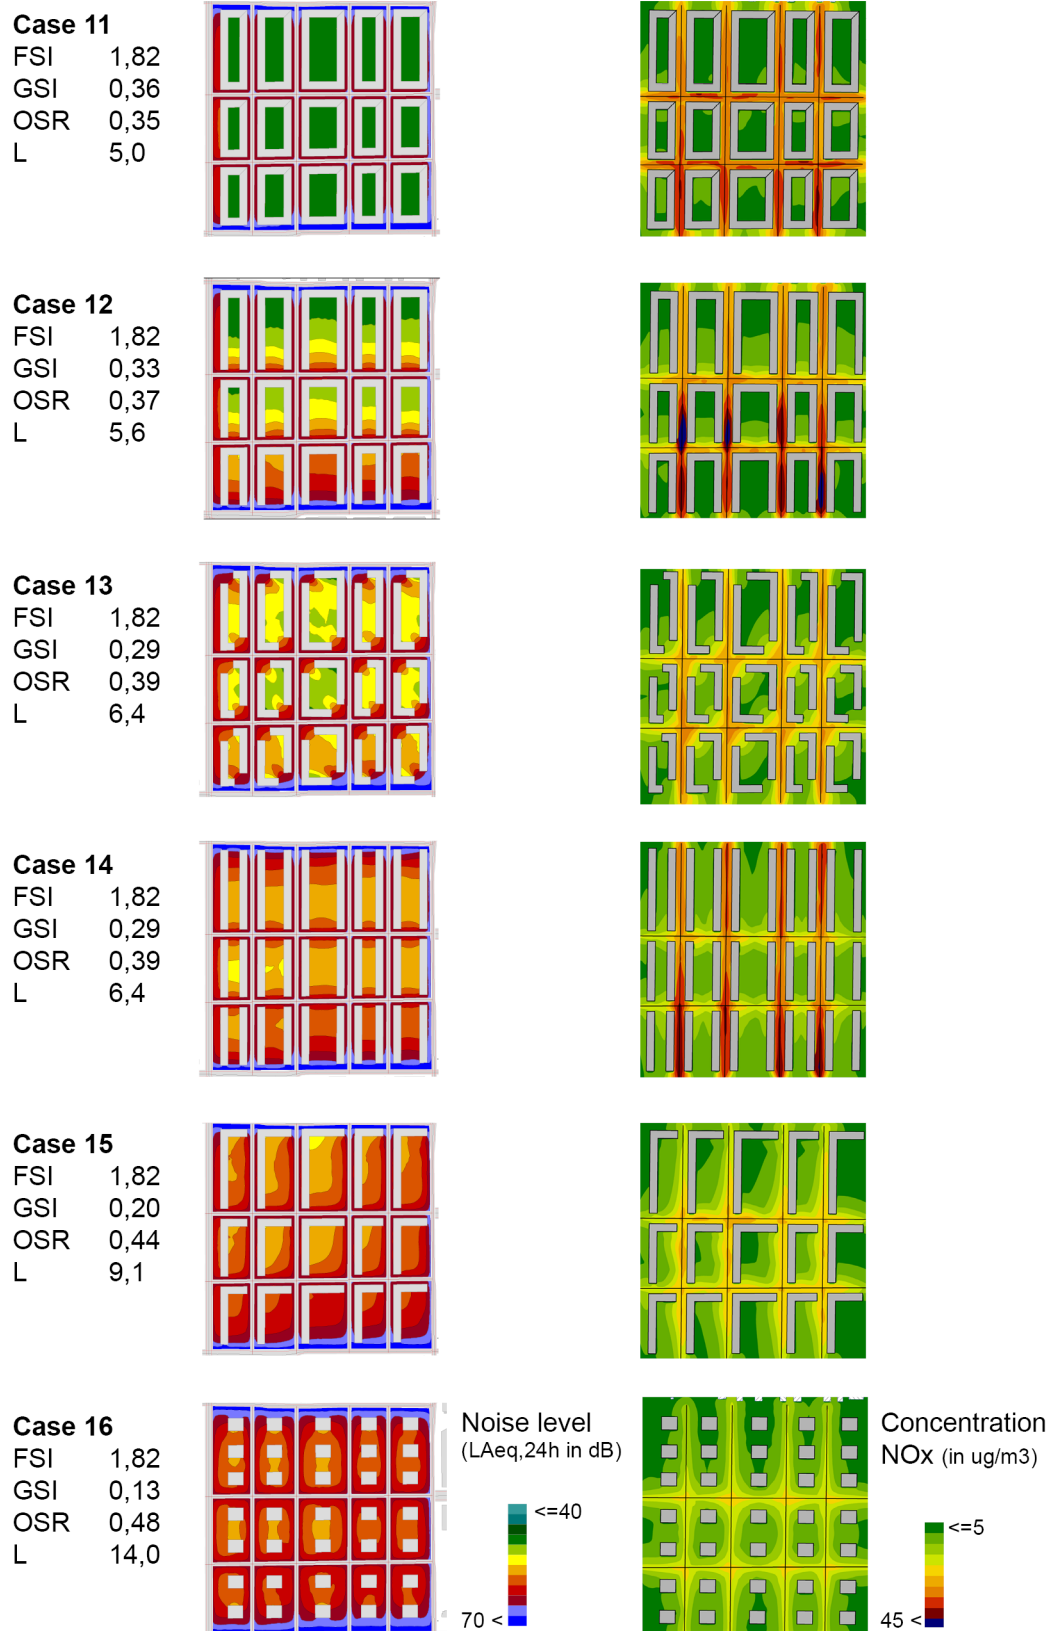 Case 11
FSI 1,82
GSI 0,36
OSR 0,35
L 5,0
Case 12
FSI 1,82
GSI 0,33
OSR 0,37
L 5,6
Case 13
FSI 1,82
GSI 0,29
OSR 0,39
L 6,4
Case 14
FSI 1,82
GSI 0,29
OSR 0,39
L 6,4
Case 15
FSI 1,82
GSI 0,20
OSR 0,44
L 9,1
Case 16
FSI 1,82
GSI 0,13
OSR 0,48
L 14,0
Noise level
(LAeq,24h in dB)
<=40
70 <
Concentration
NOx (in ug/m3)
<=5
45 <